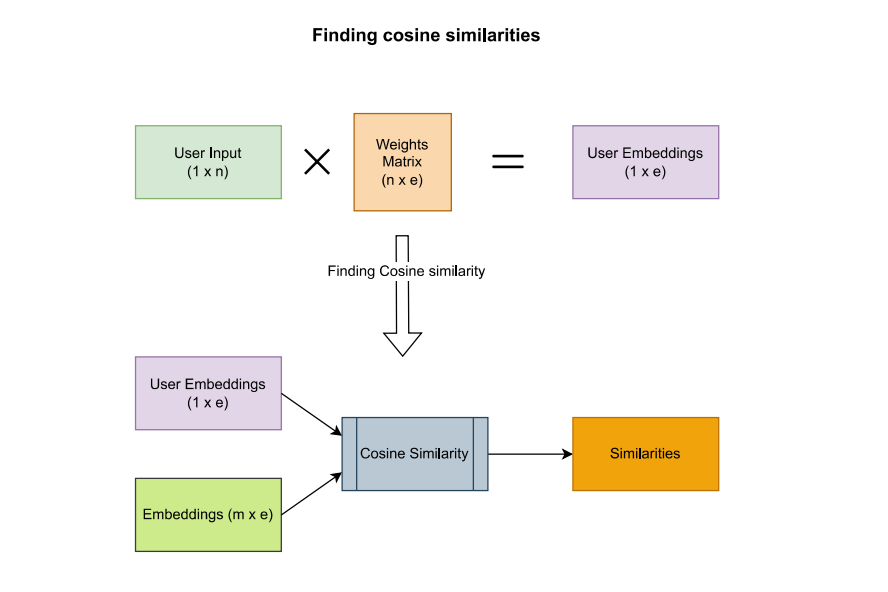 Finding cosine similarities
User Input
(1 x n)
Weights
Matrix
(n x e)
User Embeddings
(1 x e)
Finding Cosine similarity
User Embeddings
(1 x e)
Cosine Similarity
Similarities
Embeddings (m x e)